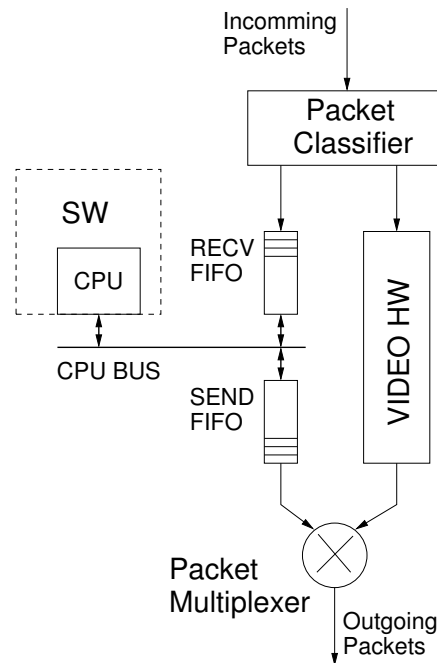 Incomming
Packets
Packet
Classifier
SW
CPU
RECV
FIFO
VIDEO HW
CPU BUS
SEND
FIFO
Packet
Multiplexer
Outgoing
Packets